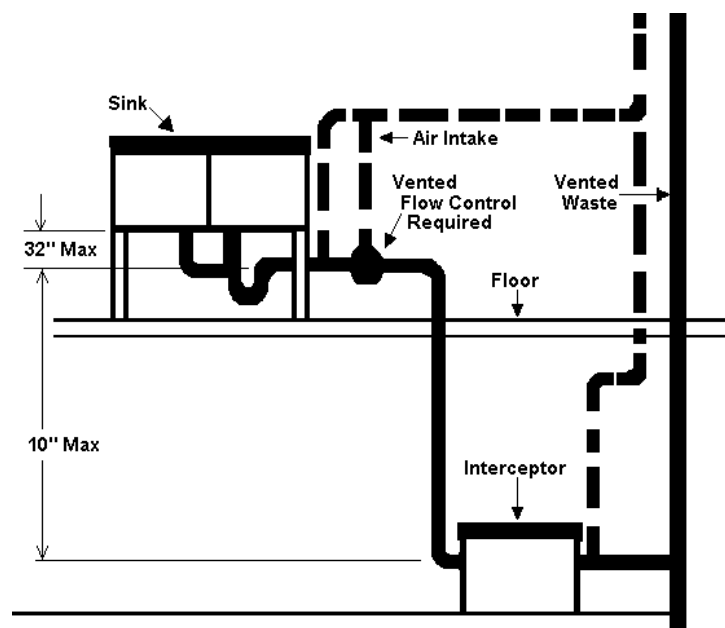 Sink
Air Intake
Vented
Flow Control
Required
Vented
Waste
32" Max
Floor
10" Max
Interceptor